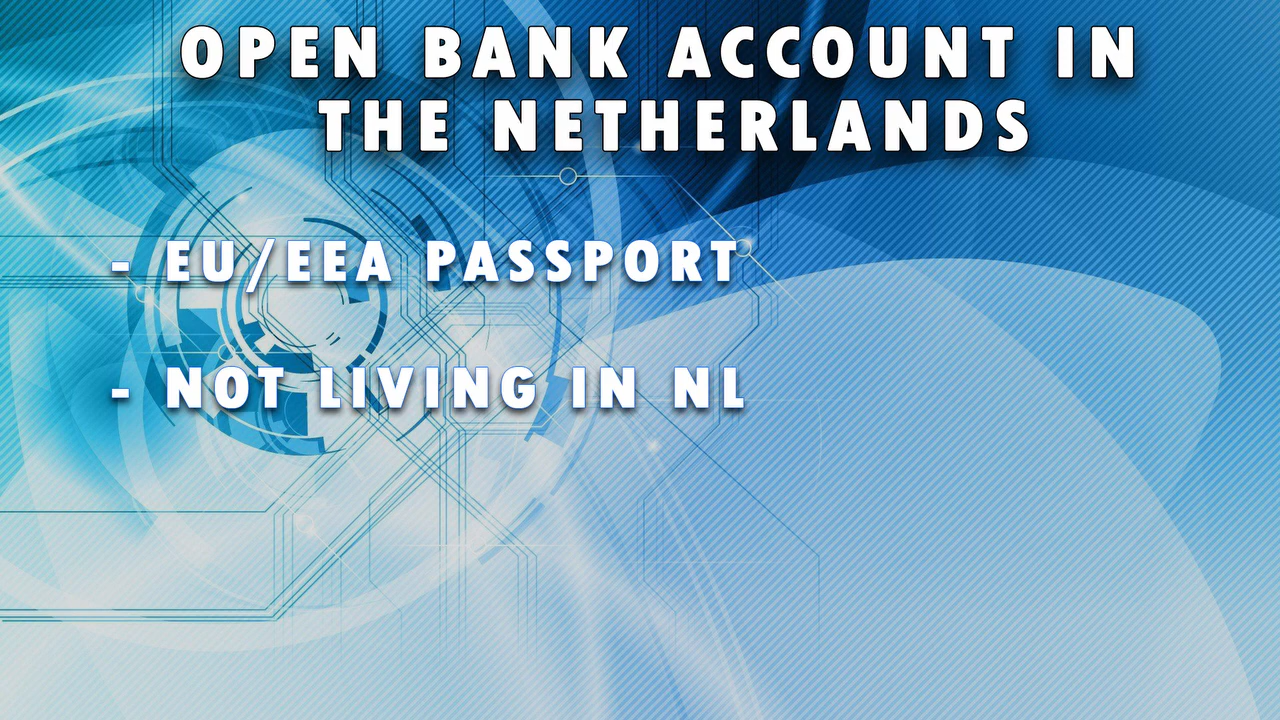 OPEN BANK ACCOUNT IN
THE NETHERLANDS
- EU/EEA PASSPORT
- NOT LIVING IN NL